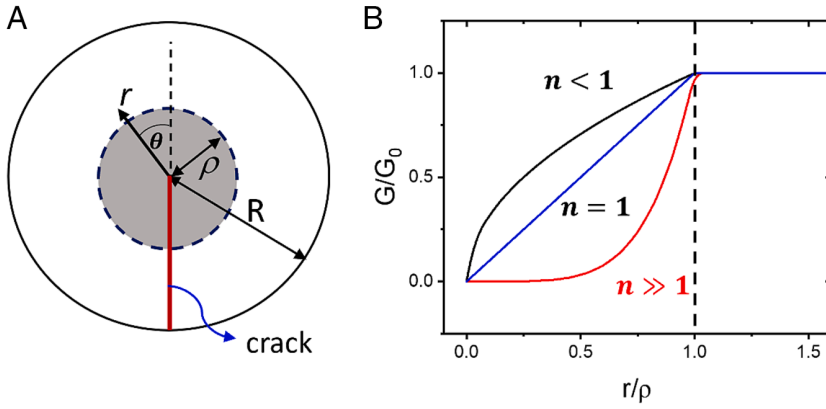 A
r
θ
ρ
R
crack
B
G/G₀
1.0
0.5
0.0
n < 1
n = 1
n ≫ 1
0.0 0.5 1.0 1.5
r/ρ